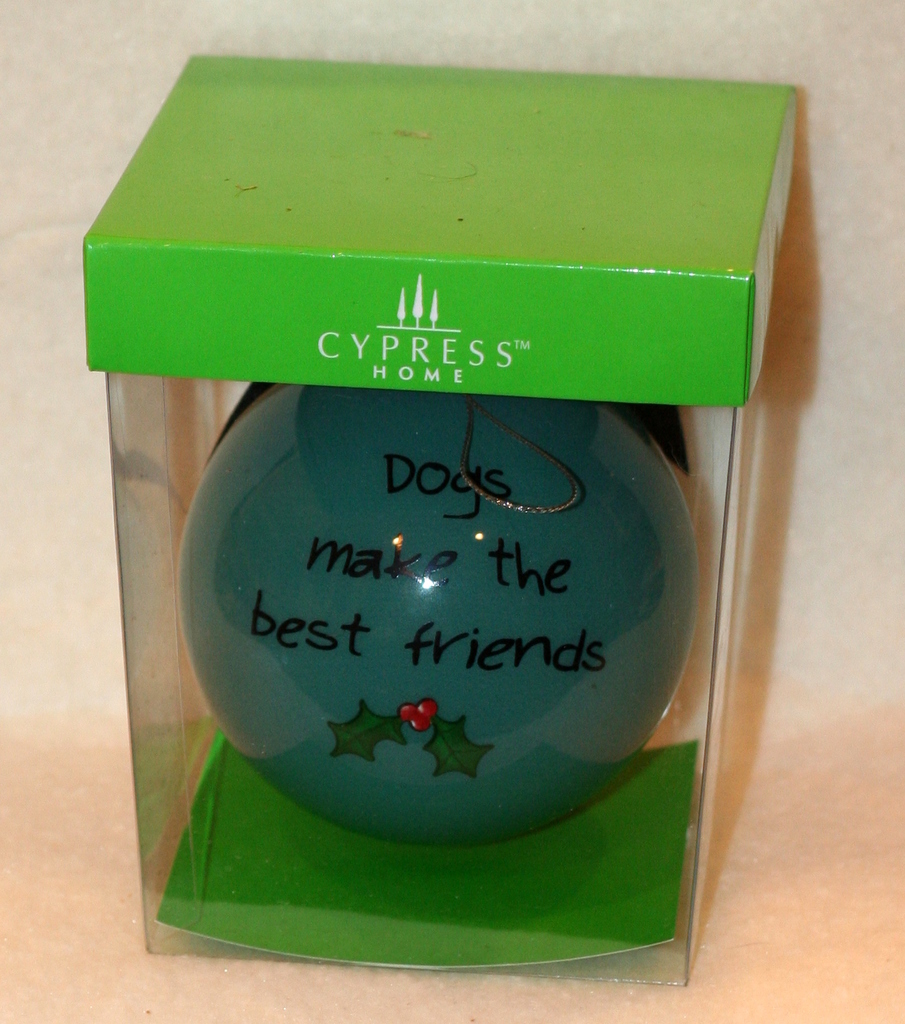 CYPRESS™
HOME
Dogs
make the
best friends